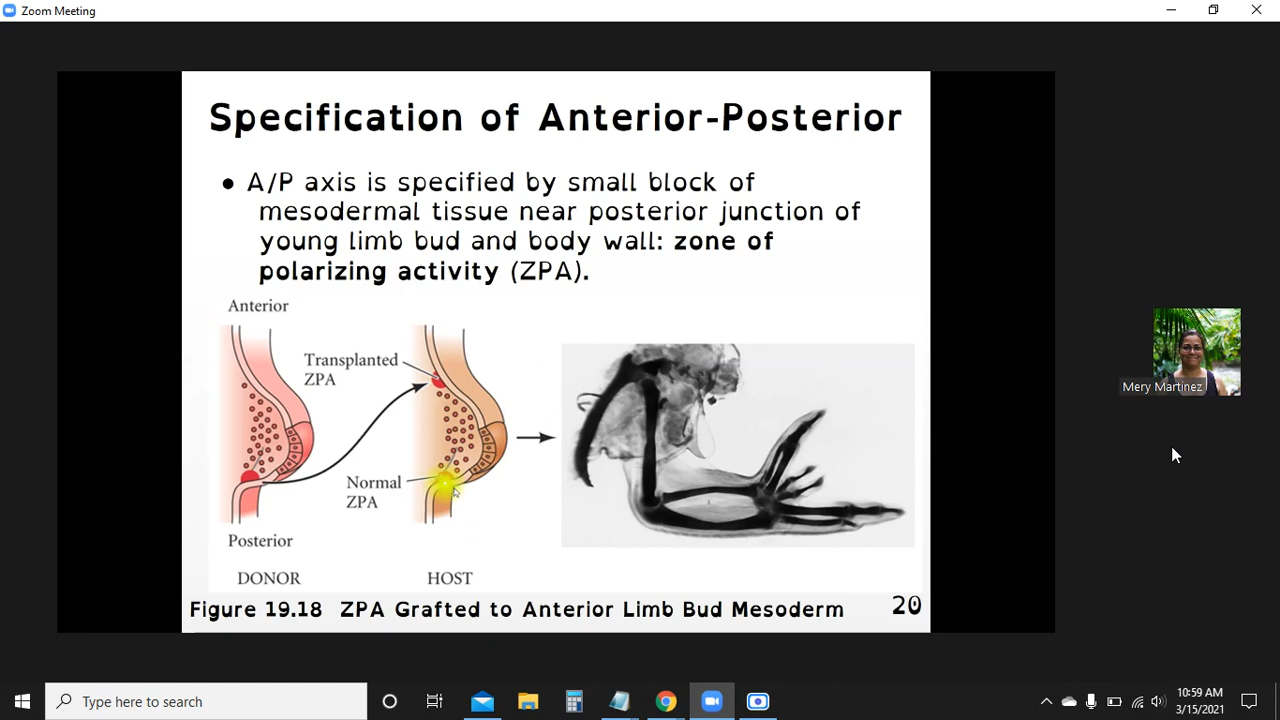 Zoom Meeting
Specification of Anterior-Posterior
● A/P axis is specified by small block of
mesodermal tissue near posterior junction of
young limb bud and body wall: zone of
polarizing activity (ZPA).
Anterior
Transplanted
ZPA
Normal
ZPA
Posterior
DONOR
HOST
Figure 19.18 ZPA Grafted to Anterior Limb Bud Mesoderm
20
Mery Martinez
Type here to search
10:59 AM
3/15/2021